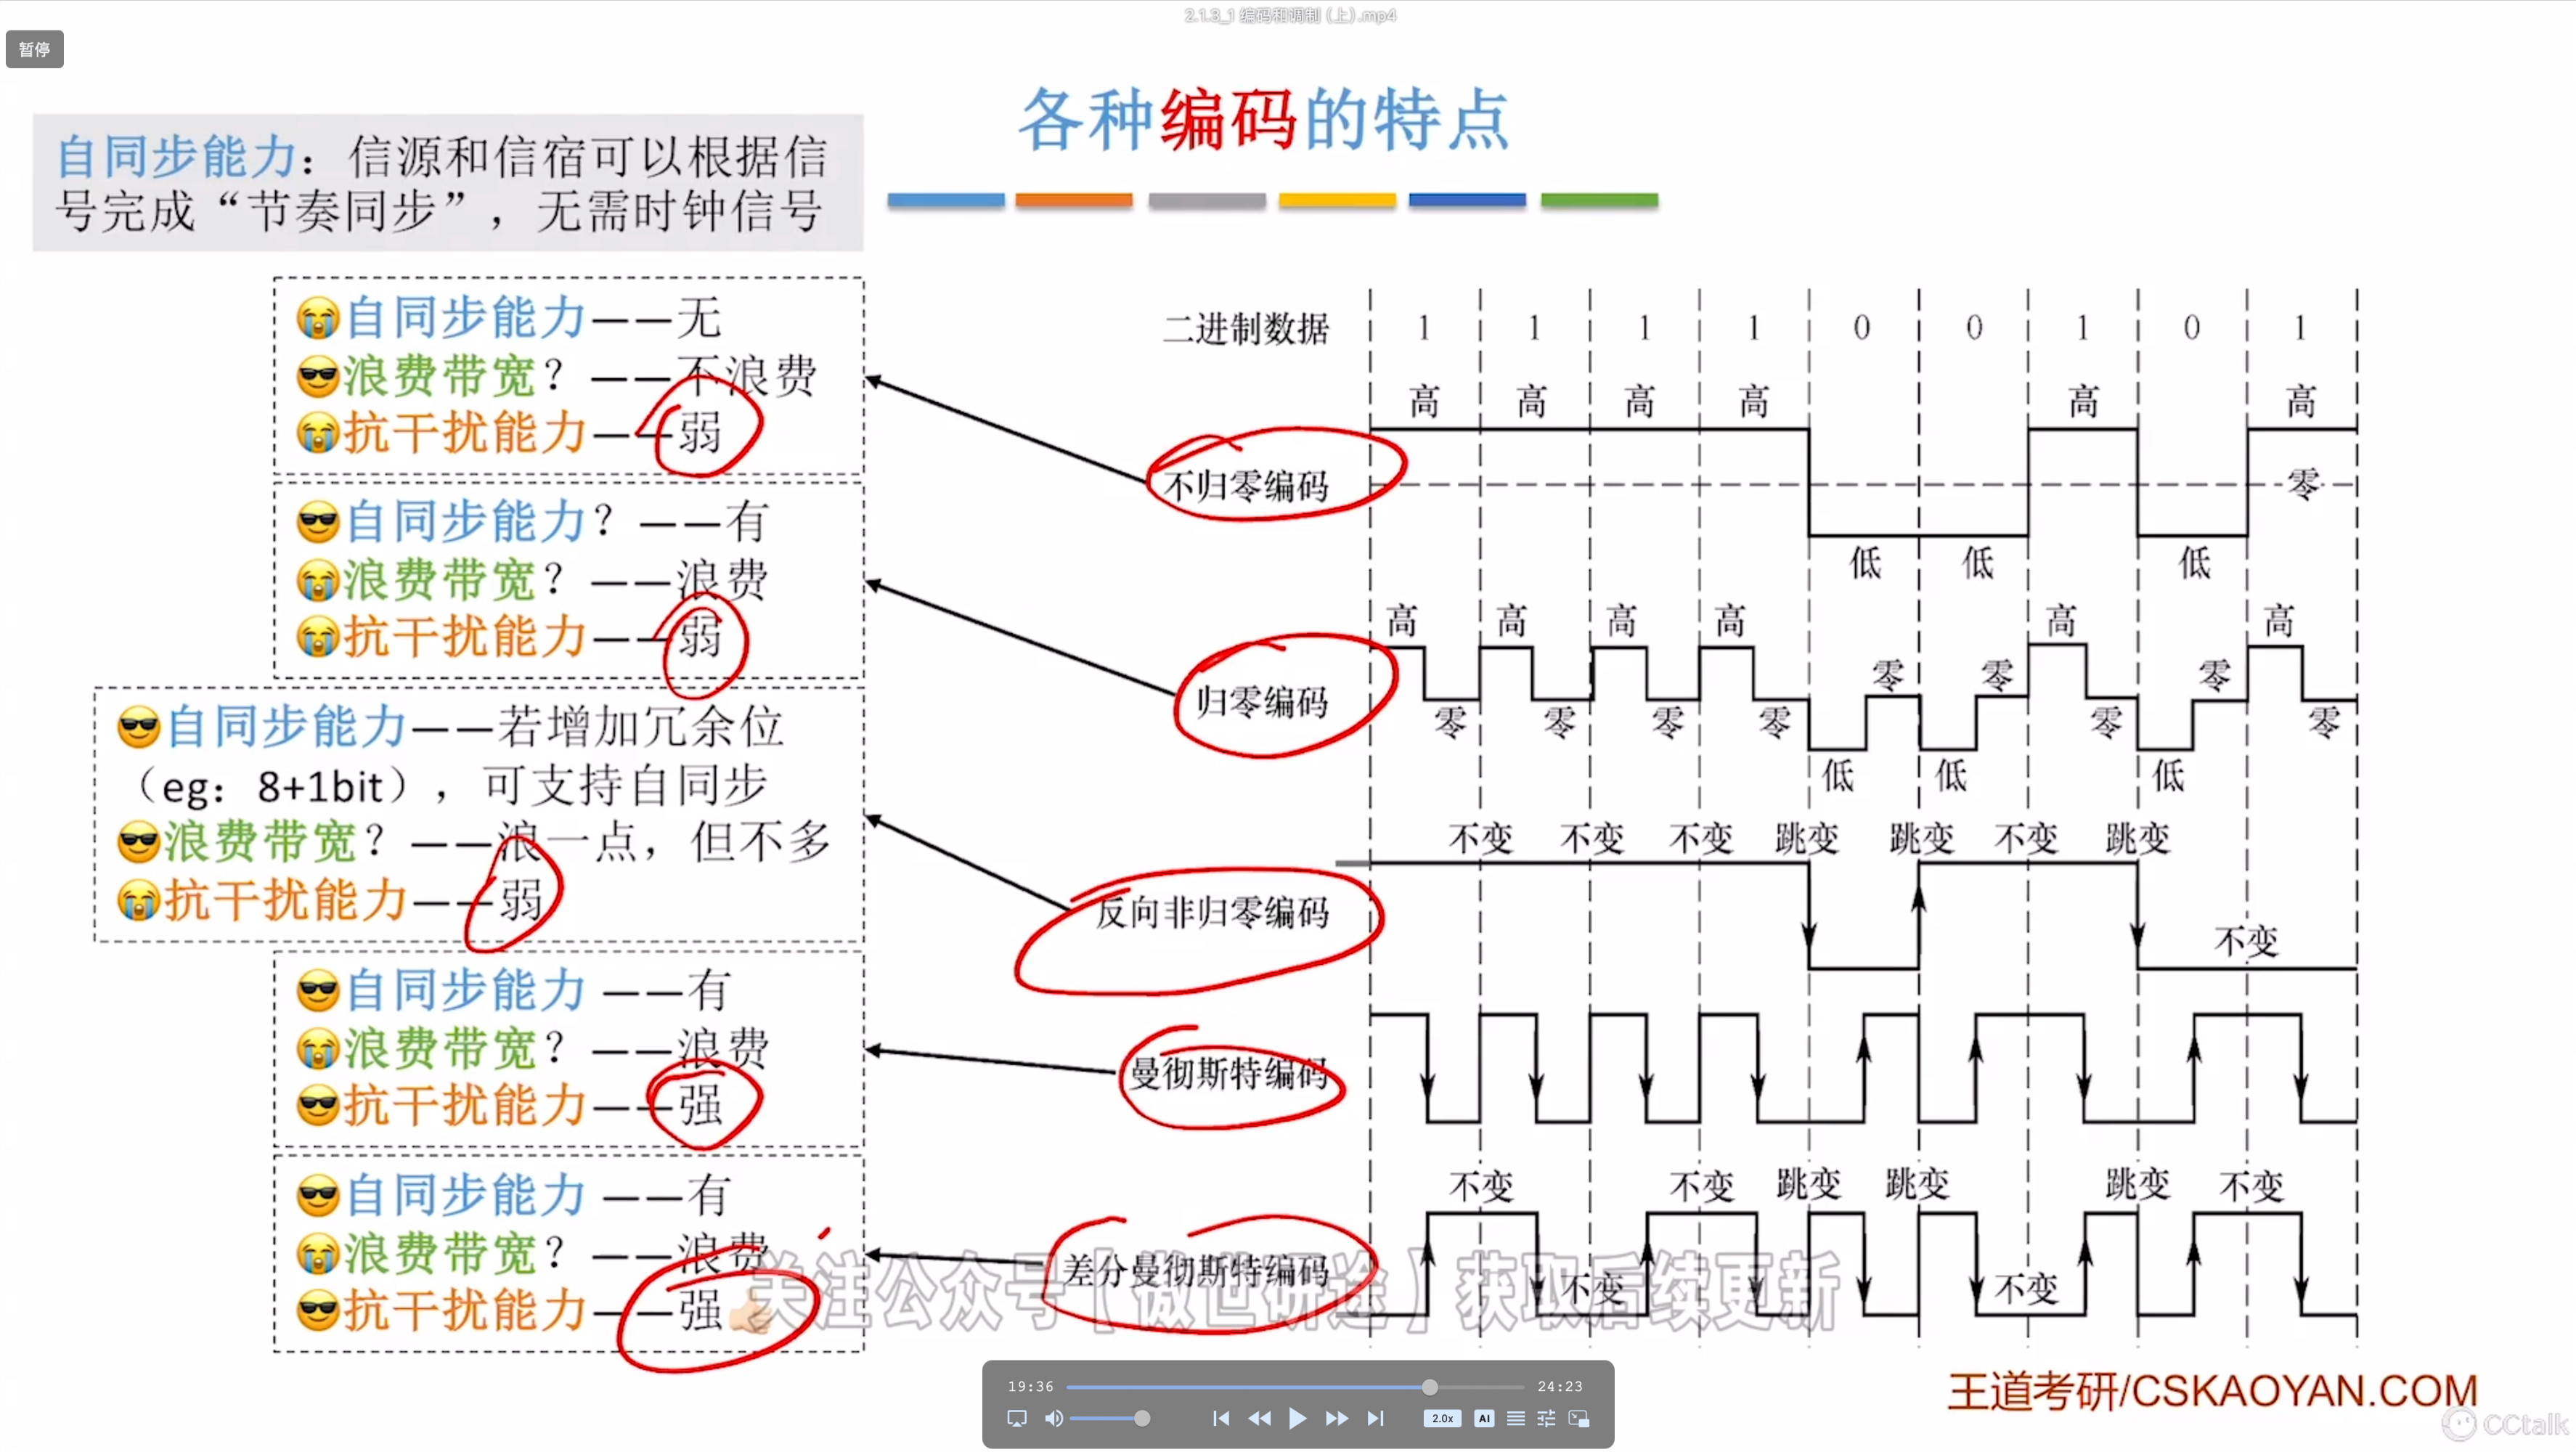 2.1.3_1 编码和调制 (上).mp4
暂停
各种编码的特点
自同步能力：信源和信宿可以根据信
号完成“节奏同步”，无需时钟信号
😭自同步能力——无
😎浪费带宽？——不浪费
😭抗干扰能力——弱
😎自同步能力？——有
😭浪费带宽？——浪费
😭抗干扰能力——弱
😎自同步能力——若增加冗余位
（eg：8+1bit），可支持自同步
😎浪费带宽？——浪一点，但不多
😭抗干扰能力——弱
😎自同步能力 ——有
😭浪费带宽？——浪费
😎抗干扰能力——强
😎自同步能力 ——有
😭浪费带宽？——浪费
😎抗干扰能力——强👍🏻
二进制数据 1 1 1 1 0 0 1 0 1
高 高 高 高 高 高
不归零编码 零
低 低 低
高 高 高 高 高 高
归零编码
零 零 零
零 零 零 零 零 零
低 低 低
不变 不变 不变 跳变 跳变 不变 跳变
反向非归零编码
不变
曼彻斯特编码
不变 不变 跳变 跳变 跳变 不变
差分曼彻斯特编码
不变 不变
关注公众号【傲世研途】获取后续更新
19:36 24:23
2.0x AI
王道考研/CSKAOYAN.COM
CCtalk